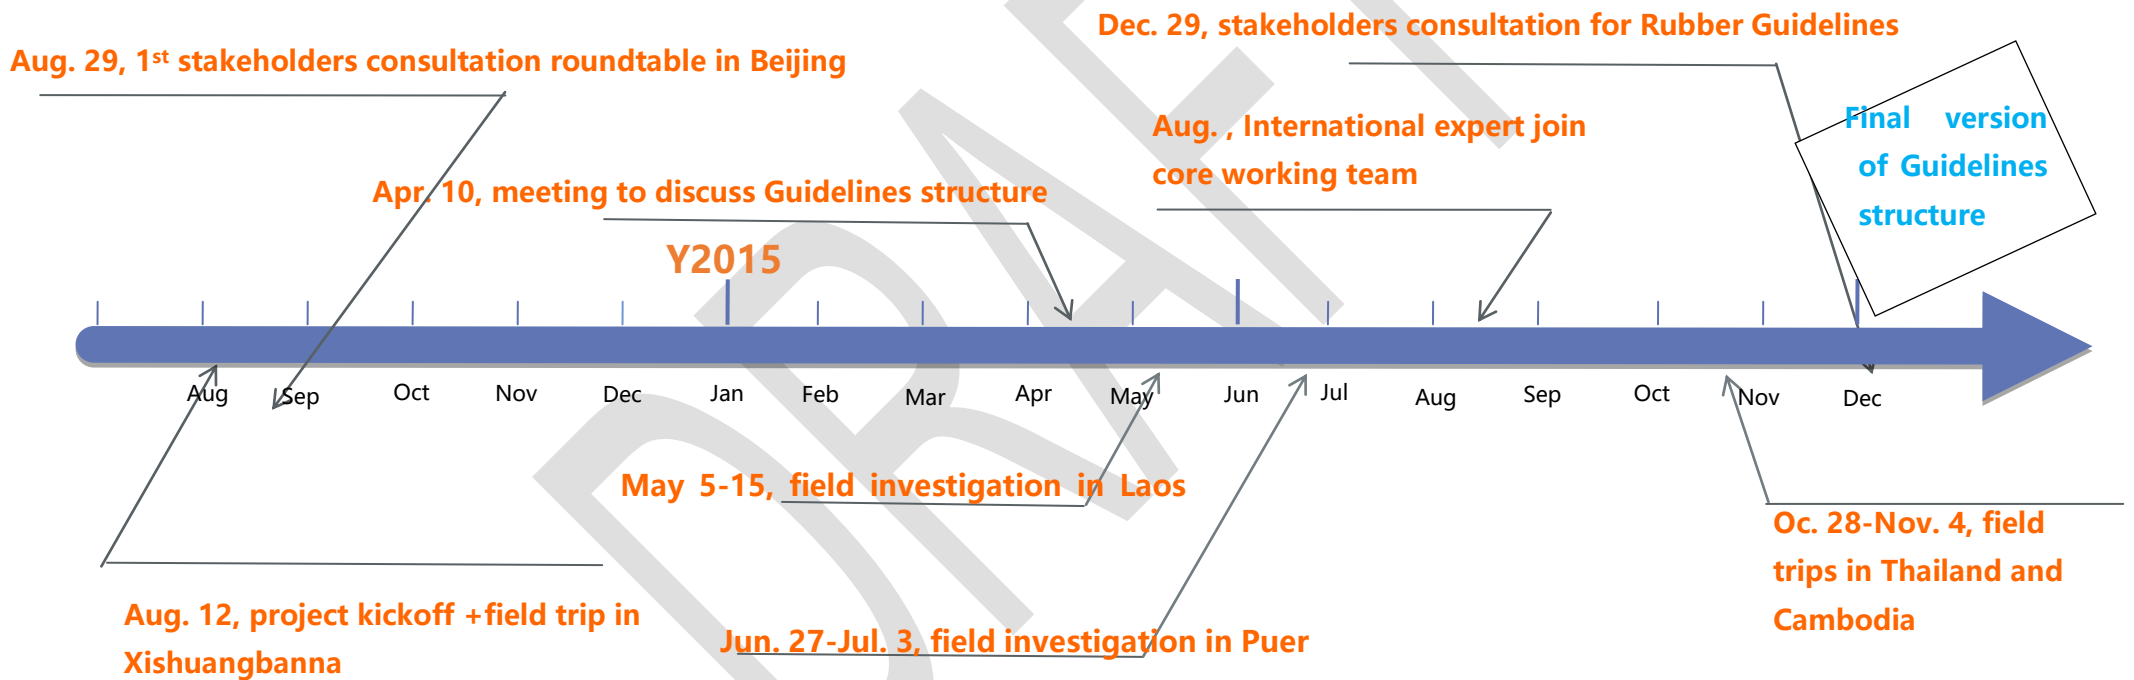 Dec. 29, stakeholders consultation for Rubber Guidelines
Aug. 29, 1st stakeholders consultation roundtable in Beijing
Final version
of Guidelines
structure
Aug. , International expert join
core working team
Apr. 10, meeting to discuss Guidelines structure
Y2015
Aug Sep Oct Nov Dec Jan Feb Mar Apr May Jun Jul Aug Sep Oct Nov Dec
May 5-15, field investigation in Laos
Oc. 28-Nov. 4, field
trips in Thailand and
Cambodia
Aug. 12, project kickoff +field trip in
Xishuangbanna
Jun. 27-Jul. 3, field investigation in Puer
DRAFT